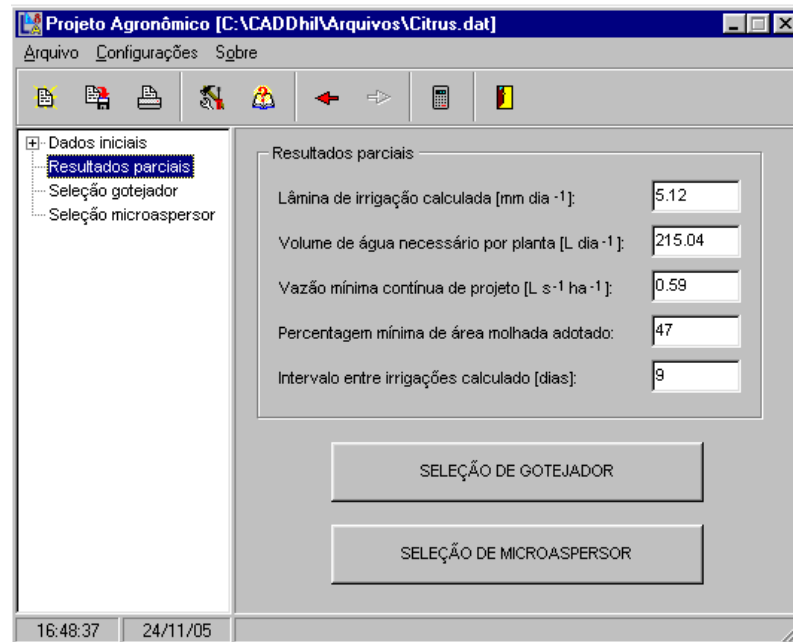 Projeto Agronômico [C:\CADDhil\Arquivos\Citrus.dat]
Arquivo Configurações Sobre
Dados iniciais
Resultados parciais
Seleção gotejador
Seleção microaspersor
Resultados parciais
Lâmina de irrigação calculada [mm dia -1]: 5.12
Volume de água necessário por planta [L dia -1]: 215.04
Vazão mínima contínua de projeto [L s-1 ha -1]: 0.59
Percentagem mínima de área molhada adotado: 47
Intervalo entre irrigações calculado [dias]: 9
SELEÇÃO DE GOTEJADOR
SELEÇÃO DE MICROASPERSOR
16:48:37 24/11/05